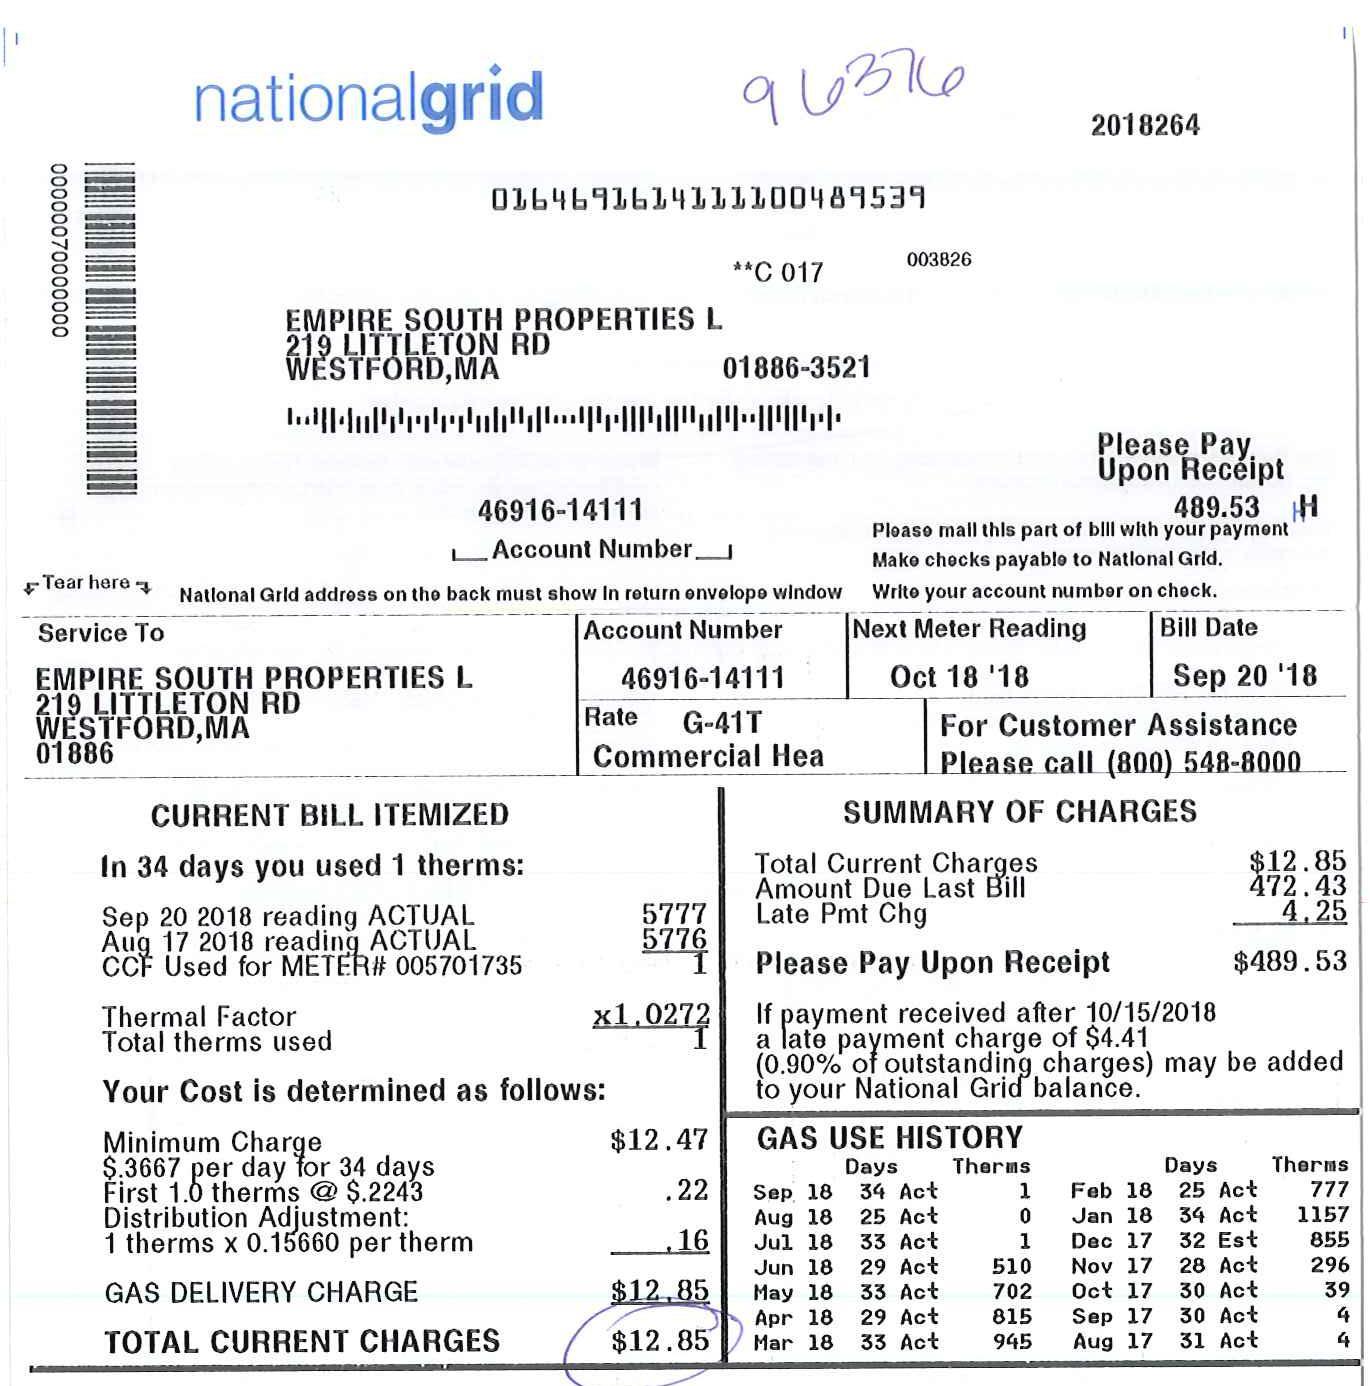 nationalgrid
96376
2018264
01646916141111100489539
00000070000000
**C 017 003826
EMPIRE SOUTH PROPERTIES L
219 LITTLETON RD
WESTFORD,MA 01886-3521
Please Pay
Upon Receipt
489.53 H
46916-14111
Account Number
Please mail this part of bill with your payment
Make checks payable to National Grid.
Tear here
National Grid address on the back must show in return envelope window
Write your account number on check.
Service To
EMPIRE SOUTH PROPERTIES L
219 LITTLETON RD
WESTFORD,MA
01886
Account Number
46916-14111
Next Meter Reading
Oct 18 '18
Bill Date
Sep 20 '18
Rate G-41T
Commercial Hea
For Customer Assistance
Please call (800) 548-8000
CURRENT BILL ITEMIZED
In 34 days you used 1 therms:
Sep 20 2018 reading ACTUAL 5777
Aug 17 2018 reading ACTUAL 5776
CCF Used for METER# 005701735 1
Thermal Factor x1.0272
Total therms used 1
Your Cost is determined as follows:
Minimum Charge $12.47
$.3667 per day for 34 days
First 1.0 therms @ $.2243 .22
Distribution Adjustment:
1 therms x 0.15660 per therm .16
GAS DELIVERY CHARGE $12.85
TOTAL CURRENT CHARGES $12.85
SUMMARY OF CHARGES
Total Current Charges $12.85
Amount Due Last Bill 472.43
Late Pmt Chg 4.25
Please Pay Upon Receipt $489.53
If payment received after 10/15/2018
a late payment charge of $4.41
(0.90% of outstanding charges) may be added
to your National Grid balance.
GAS USE HISTORY
Days Therms Days Therms
Sep 18 34 Act 1 Feb 18 25 Act 777
Aug 18 25 Act 0 Jan 18 34 Act 1157
Jul 18 33 Act 1 Dec 17 32 Est 855
Jun 18 29 Act 510 Nov 17 28 Act 296
May 18 33 Act 702 Oct 17 30 Act 39
Apr 18 29 Act 815 Sep 17 30 Act 4
Mar 18 33 Act 945 Aug 17 31 Act 4